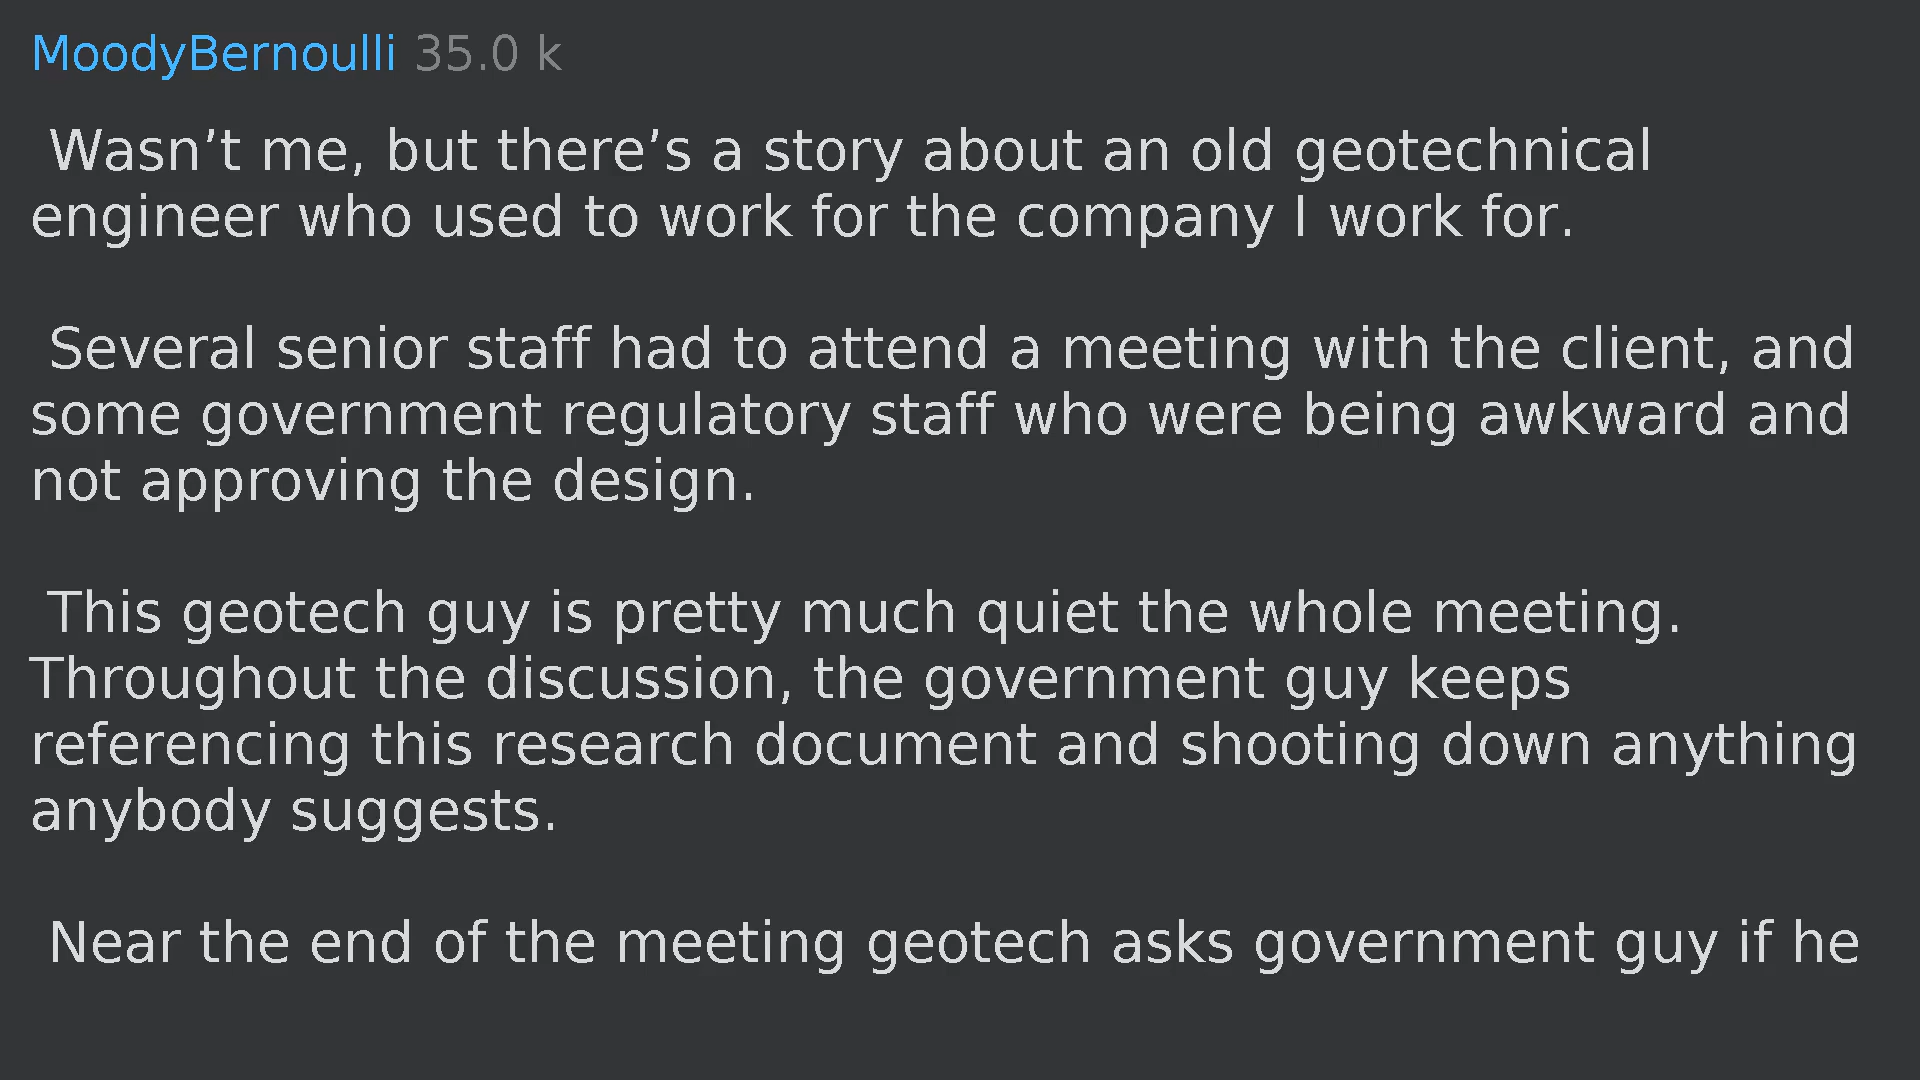 MoodyBernoulli 35.0 k
Wasn’t me, but there’s a story about an old geotechnical
engineer who used to work for the company I work for.
Several senior staff had to attend a meeting with the client, and
some government regulatory staff who were being awkward and
not approving the design.
This geotech guy is pretty much quiet the whole meeting.
Throughout the discussion, the government guy keeps
referencing this research document and shooting down anything
anybody suggests.
Near the end of the meeting geotech asks government guy if he